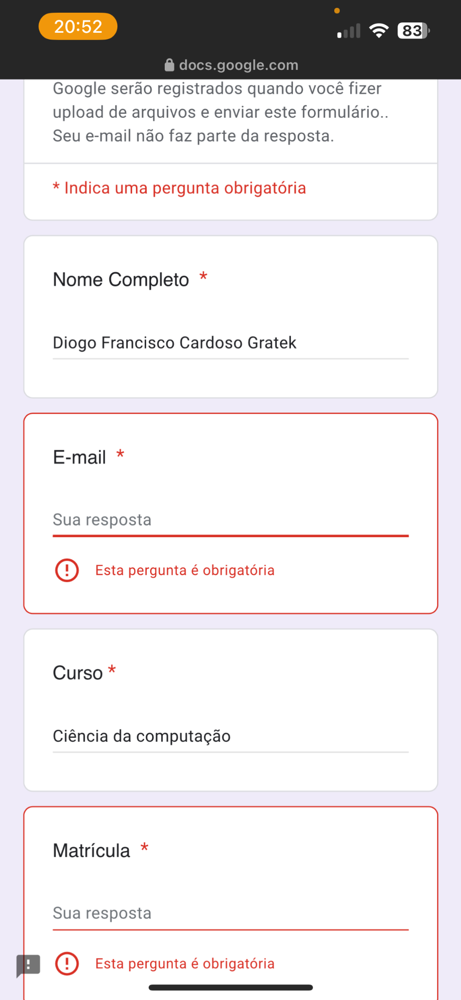 20:52
83
docs.google.com
Google serão registrados quando você fizer
upload de arquivos e enviar este formulário..
Seu e-mail não faz parte da resposta.
* Indica uma pergunta obrigatória
Nome Completo *
Diogo Francisco Cardoso Gratek
E-mail *
Sua resposta
! Esta pergunta é obrigatória
Curso *
Ciência da computação
Matrícula *
Sua resposta
! ! Esta pergunta é obrigatória